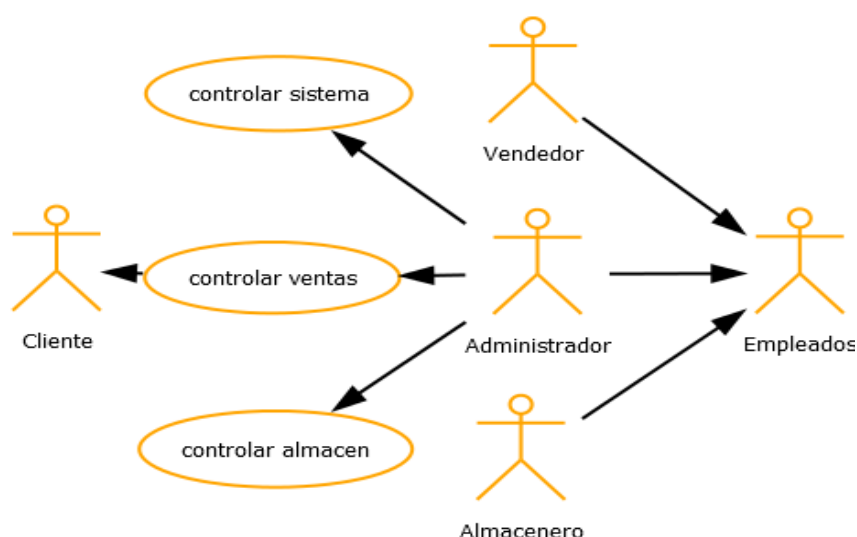 controlar sistema
Vendedor
controlar ventas
Cliente
Administrador
Empleados
controlar almacen
Almacenero